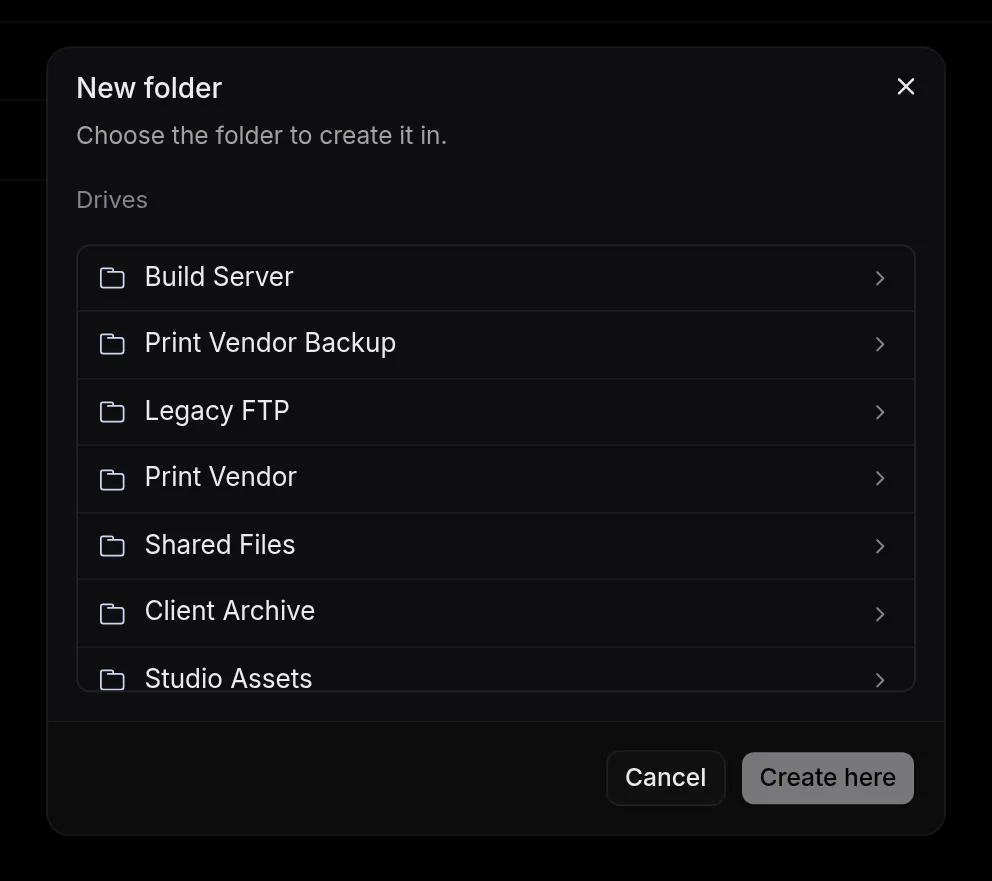 New folder
Choose the folder to create it in.
Drives
Build Server
Print Vendor Backup
Legacy FTP
Print Vendor
Shared Files
Client Archive
Studio Assets
Cancel
Create here